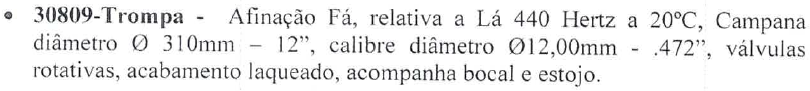 • 30809-Trompa - Afinação Fá, relativa a Lá 440 Hertz a 20ºC, Campana
diâmetro Ø 310mm – 12”, calibre diâmetro Ø12,00mm - .472”, válvulas
rotativas, acabamento laqueado, acompanha bocal e estojo.